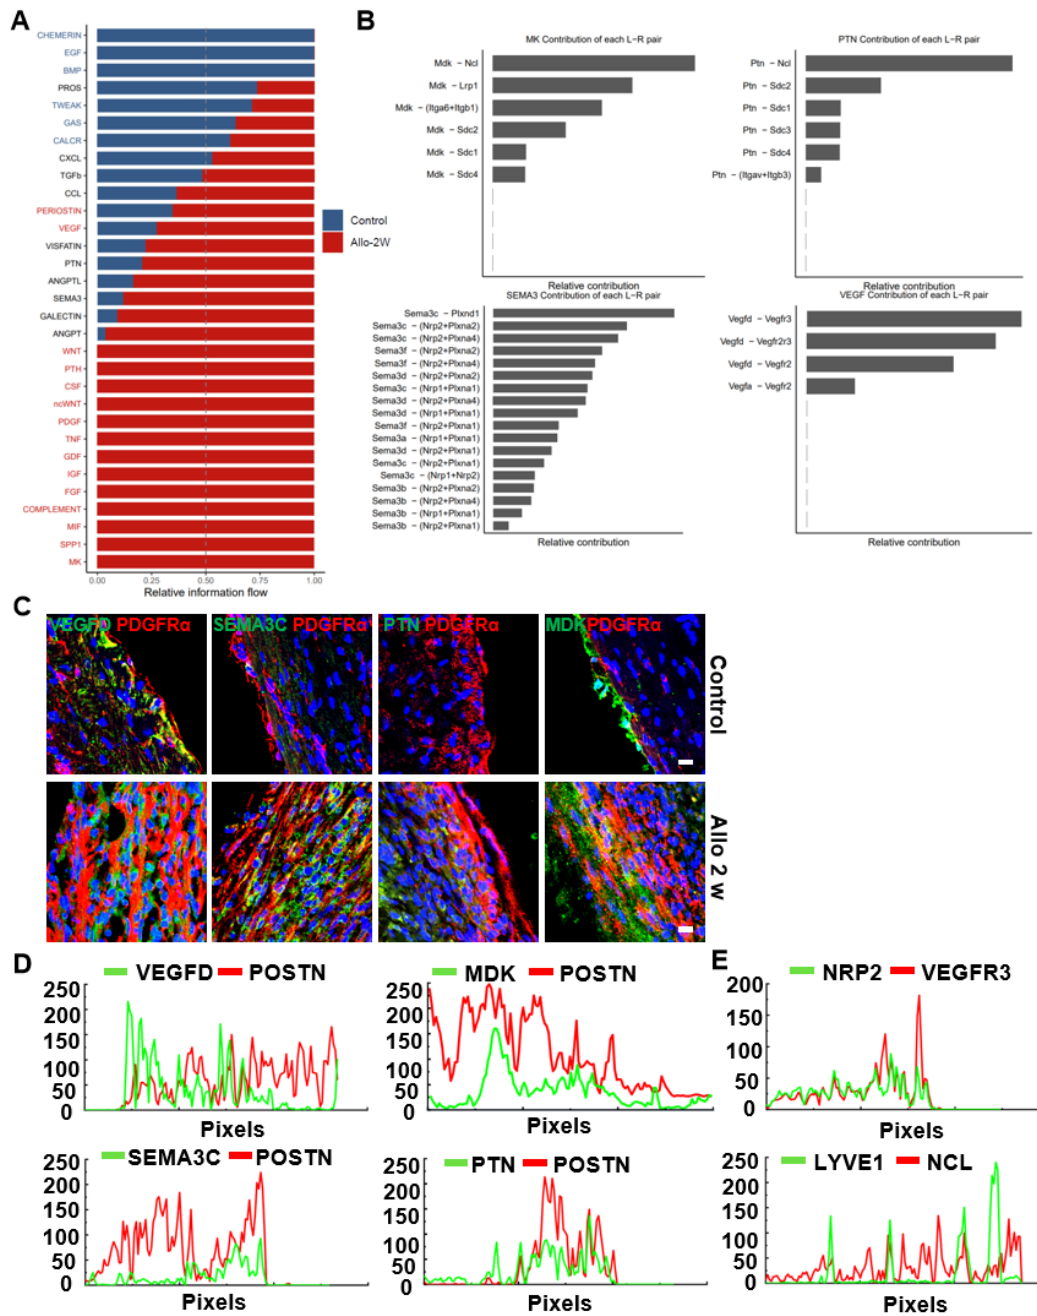 A
CHEMERIN
EGF
BMP
PROS
TWEAK
GAS
CALCR
CXCL
TGFb
CCL
PERIOSTIN
VEGF
VISFATIN
PTN
ANGPTL
SEMA3
GALECTIN
ANGPT
WNT
PTH
CSF
ncWNT
PDGF
TNF
GDF
IGF
FGF
COMPLEMENT
MIF
SPP1
MK
0.00 0.25 0.50 0.75 1.00
Relative information flow
Control
Allo-2W
B
MK Contribution of each L-R pair
Mdk - Ncl
Mdk - Lrp1
Mdk - (Itga6+Itgb1)
Mdk - Sdc2
Mdk - Sdc1
Mdk - Sdc4
Relative contribution
PTN Contribution of each L-R pair
Ptn - Ncl
Ptn - Sdc2
Ptn - Sdc1
Ptn - Sdc3
Ptn - Sdc4
Ptn - (Itgav+Itgb3)
Relative contribution
SEMA3 Contribution of each L-R pair
Sema3c - Plxnd1
Sema3c - (Nrp2+Plxna2)
Sema3c - (Nrp2+Plxna4)
Sema3f - (Nrp2+Plxna2)
Sema3f - (Nrp2+Plxna4)
Sema3d - (Nrp2+Plxna2)
Sema3c - (Nrp1+Plxna1)
Sema3d - (Nrp2+Plxna4)
Sema3d - (Nrp1+Plxna1)
Sema3f - (Nrp2+Plxna1)
Sema3a - (Nrp1+Plxna1)
Sema3d - (Nrp2+Plxna1)
Sema3c - (Nrp2+Plxna1)
Sema3c - (Nrp1+Nrp2)
Sema3b - (Nrp2+Plxna2)
Sema3b - (Nrp2+Plxna4)
Sema3b - (Nrp1+Plxna1)
Sema3b - (Nrp2+Plxna1)
Relative contribution
VEGF Contribution of each L-R pair
Vegfd - Vegfr3
Vegfd - Vegfr2r3
Vegfd - Vegfr2
Vegfa - Vegfr2
Relative contribution
C
VEGFD PDGFRα
SEMA3C PDGFRα
PTN PDGFRα
MDK PDGFRα
Control
Allo 2 w
D
VEGFD POSTN
250
200
150
100
50
0
Pixels
MDK POSTN
250
200
150
100
50
0
Pixels
SEMA3C POSTN
250
200
150
100
50
0
Pixels
PTN POSTN
250
200
150
100
50
0
Pixels
E
NRP2 VEGFR3
200
150
100
50
0
Pixels
LYVE1 NCL
250
200
150
100
50
0
Pixels